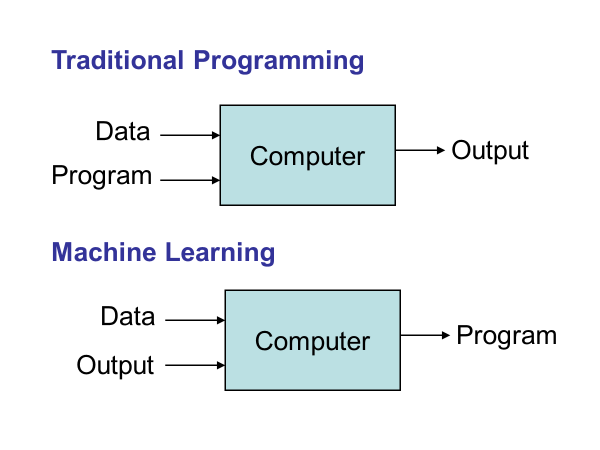 Traditional Programming
Data
Program
Computer
Output
Machine Learning
Data
Output
Computer
Program